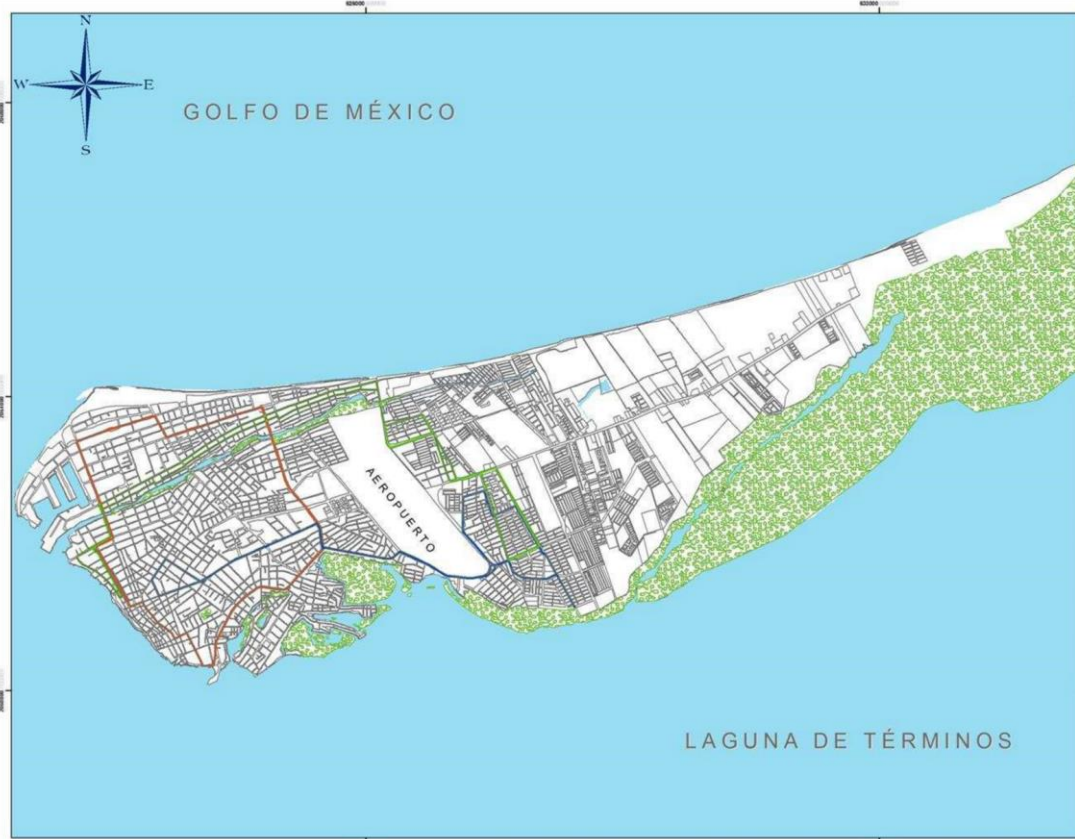 N
W E
S
GOLFO DE MÉXICO
AEROPUERTO
LAGUNA DE TÉRMINOS